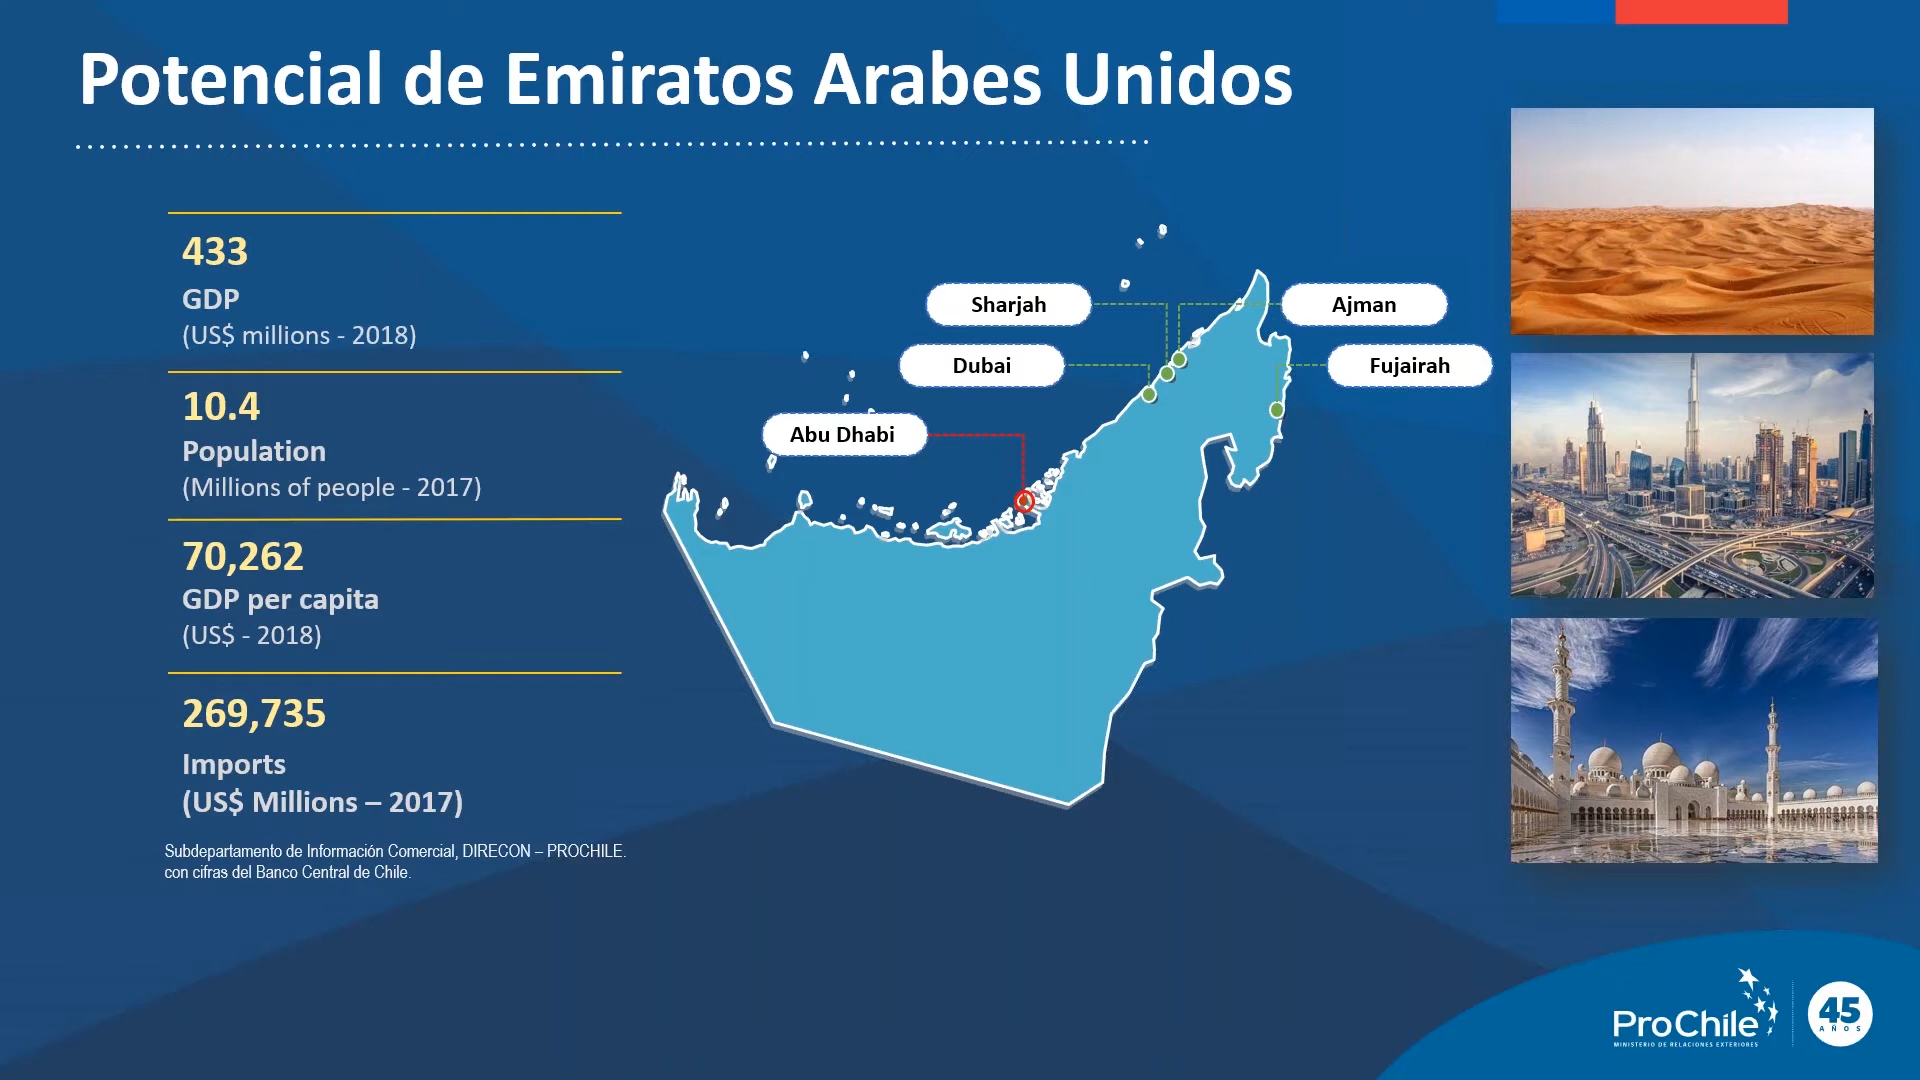 Potencial de Emiratos Arabes Unidos
433
GDP
(US$ millions - 2018)
10.4
Population
(Millions of people - 2017)
70,262
GDP per capita
(US$ - 2018)
269,735
Imports
(US$ Millions – 2017)
Subdepartamento de Información Comercial, DIRECON – PROCHILE.
con cifras del Banco Central de Chile.
Sharjah
Ajman
Dubai
Fujairah
Abu Dhabi
ProChile
MINISTERIO DE RELACIONES EXTERIORES
45
AÑOS